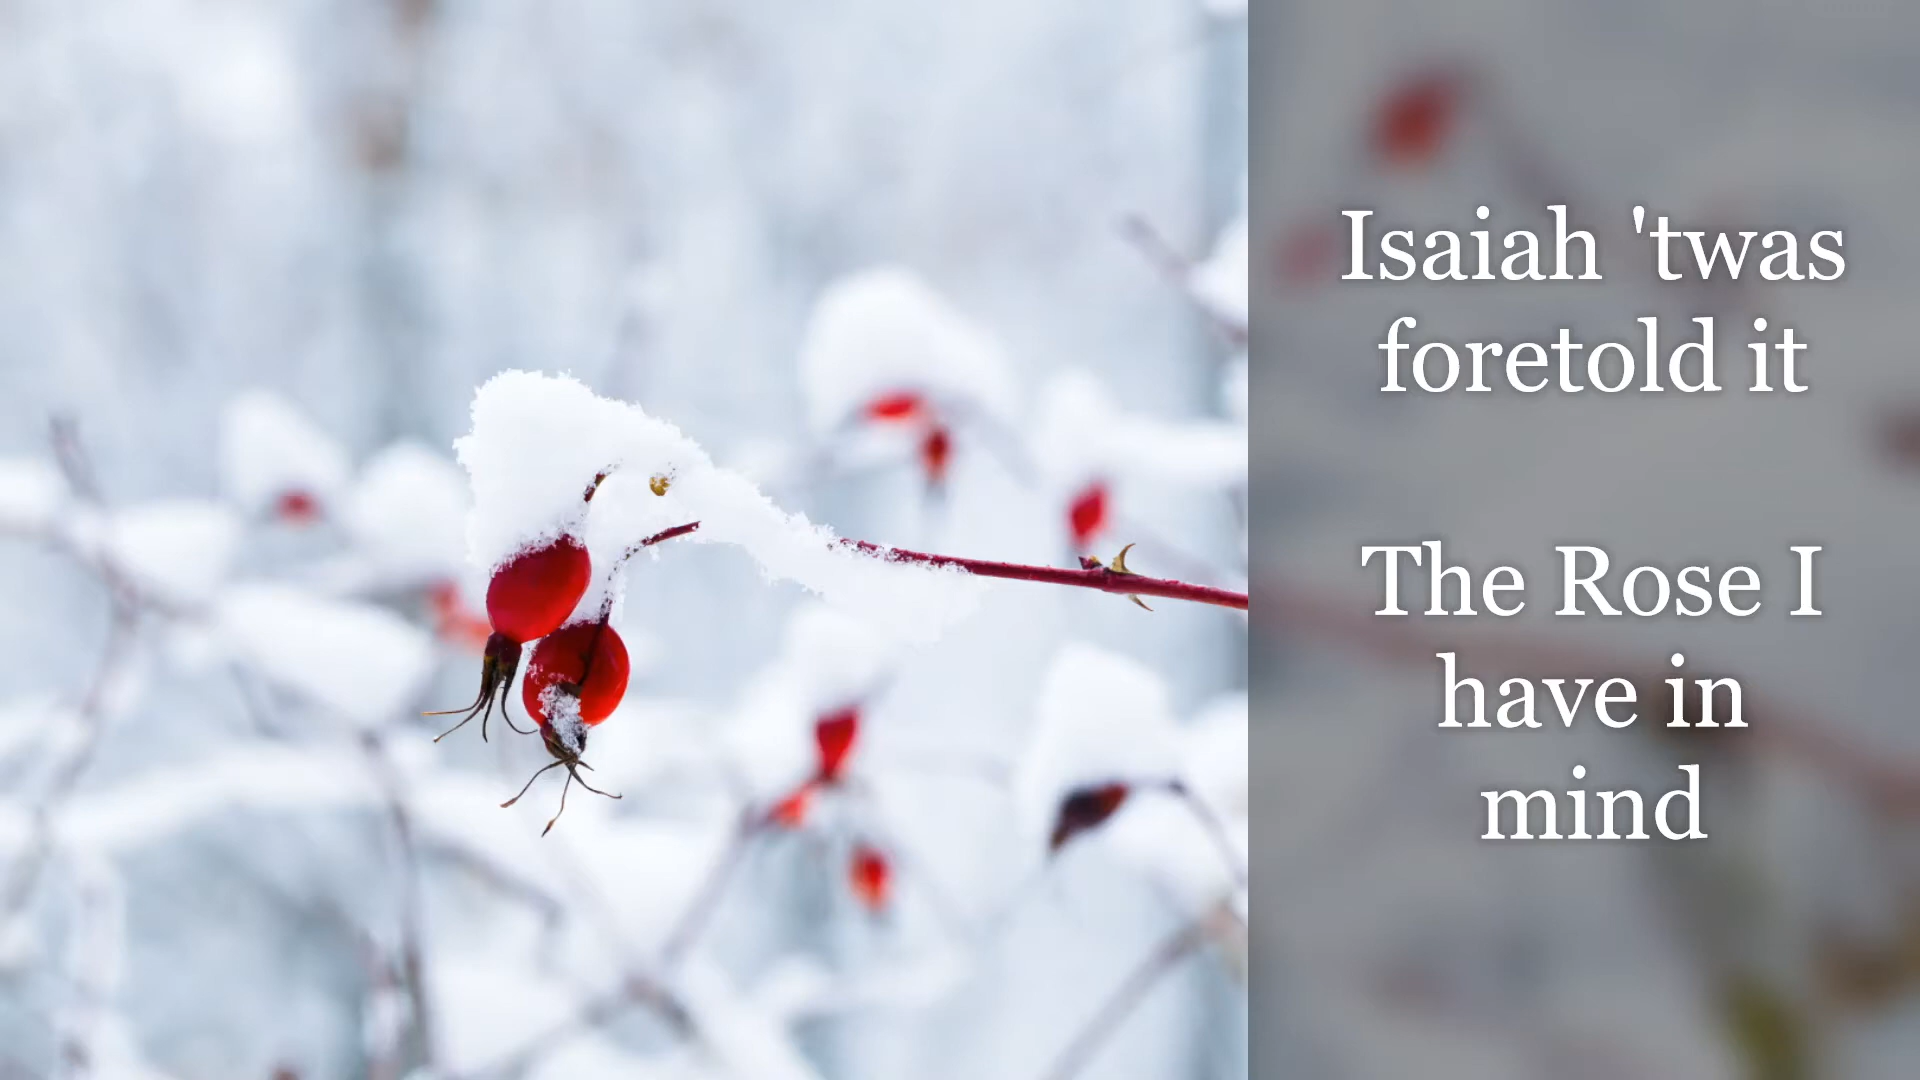 Isaiah 'twas
foretold it
The Rose I
have in
mind